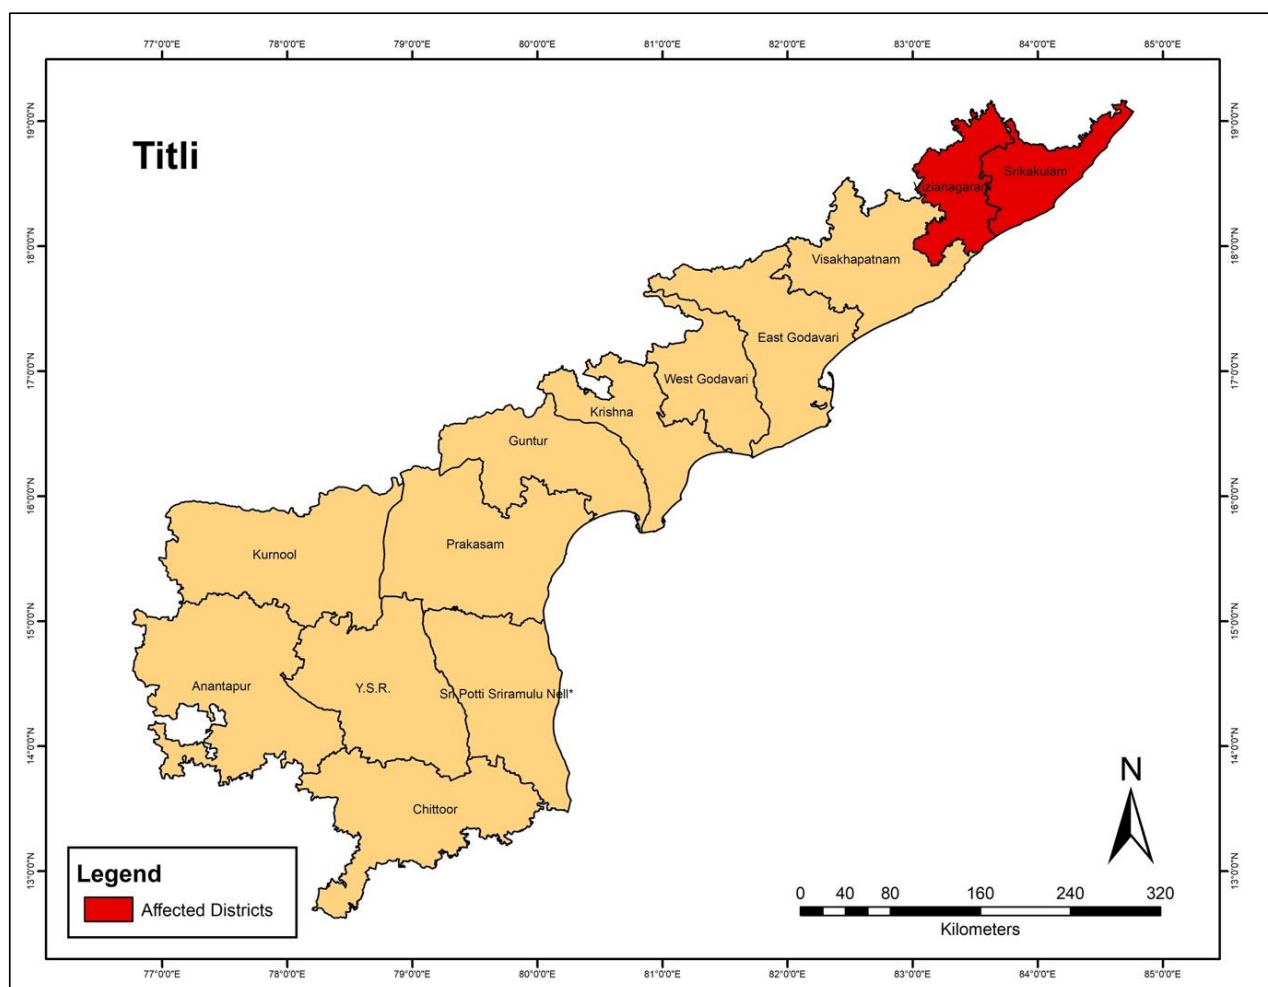 77°0'0"E 78°0'0"E 79°0'0"E 80°0'0"E 81°0'0"E 82°0'0"E 83°0'0"E 84°0'0"E 85°0'0"E
Titli
19°0'0"N 19°0'0"N
Srikakulam
Vizianagaram
18°0'0"N 18°0'0"N
Visakhapatnam
East Godavari
17°0'0"N 17°0'0"N
West Godavari
Krishna
Guntur
16°0'0"N 16°0'0"N
Prakasam
Kurnool
15°0'0"N 15°0'0"N
Anantapur Y.S.R. Sri Potti Sriramulu Nell*
14°0'0"N 14°0'0"N
Chittoor
N
13°0'0"N 13°0'0"N
Legend
Affected Districts
0 40 80 160 240 320
Kilometers
77°0'0"E 78°0'0"E 79°0'0"E 80°0'0"E 81°0'0"E 82°0'0"E 83°0'0"E 84°0'0"E 85°0'0"E